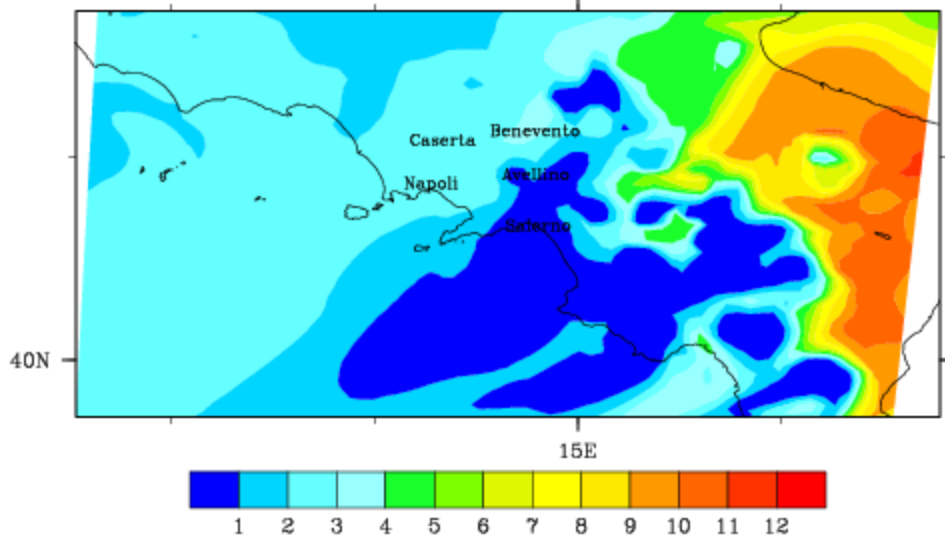 Caserta Benevento
Napoli Avellino
Salerno
40N
15E
1 2 3 4 5 6 7 8 9 10 11 12